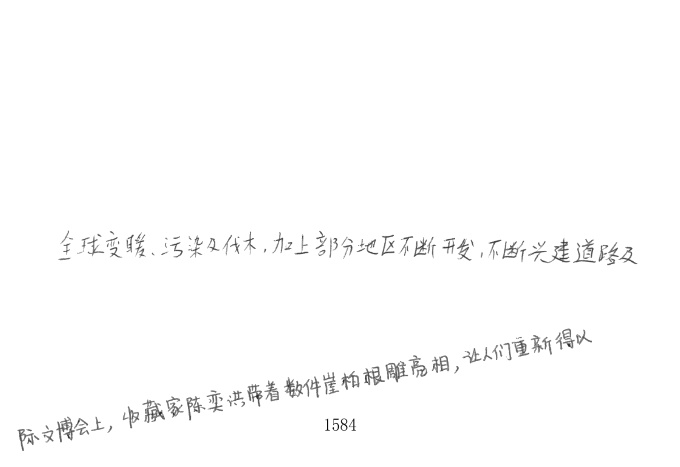 全球变暖、污染及伐木,加上部分地区不断开发,不断兴建道路及
际文博会上,收藏家陈奕洪带着数件崖柏根雕亮相,让人们重新得以
1584